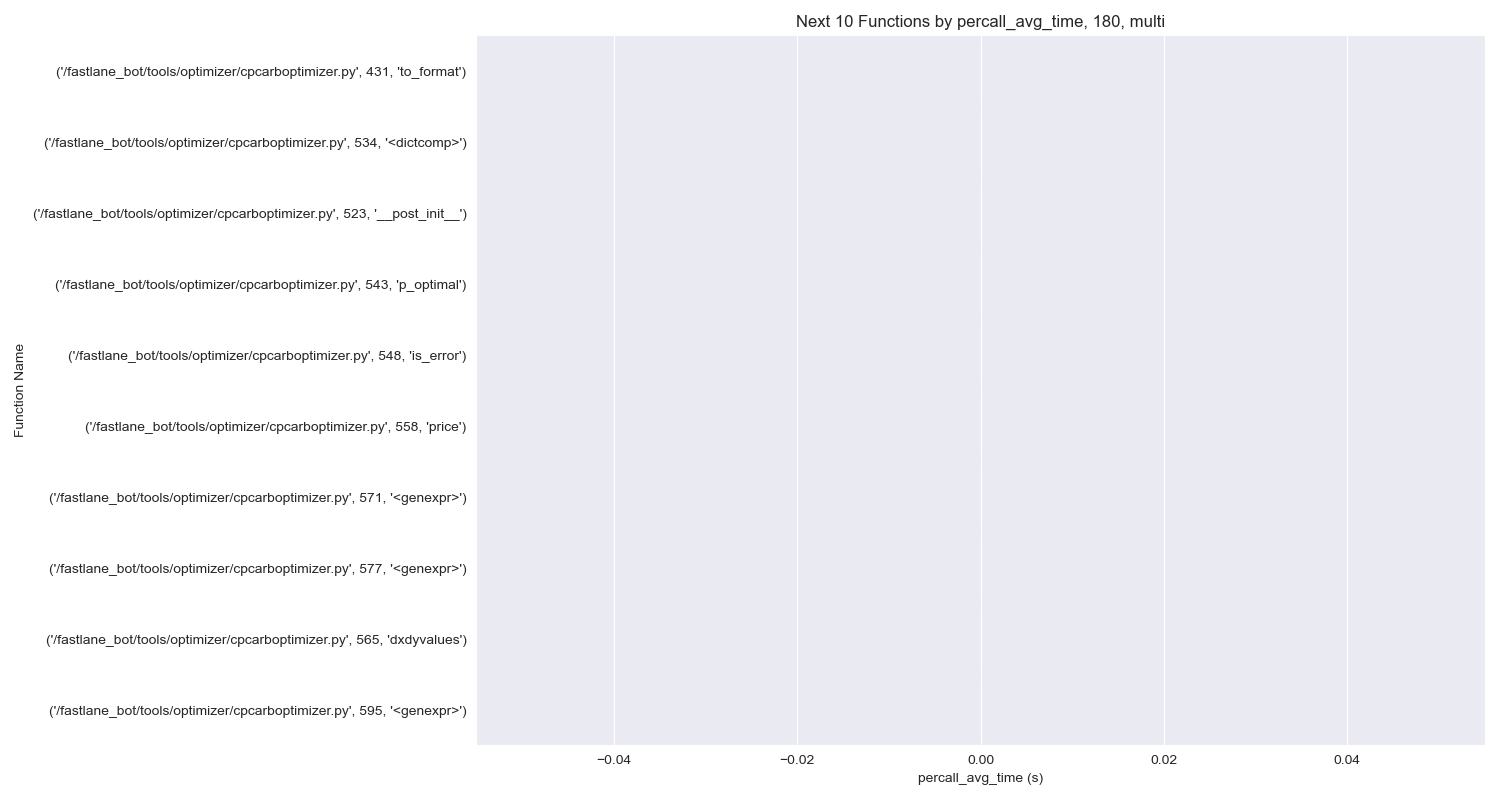 Next 10 Functions by percall_avg_time, 180, multi
('/fastlane_bot/tools/optimizer/cpcarboptimizer.py', 431, 'to_format')
('/fastlane_bot/tools/optimizer/cpcarboptimizer.py', 534, '<dictcomp>')
('/fastlane_bot/tools/optimizer/cpcarboptimizer.py', 523, '__post_init__')
('/fastlane_bot/tools/optimizer/cpcarboptimizer.py', 543, 'p_optimal')
('/fastlane_bot/tools/optimizer/cpcarboptimizer.py', 548, 'is_error')
('/fastlane_bot/tools/optimizer/cpcarboptimizer.py', 558, 'price')
('/fastlane_bot/tools/optimizer/cpcarboptimizer.py', 571, '<genexpr>')
('/fastlane_bot/tools/optimizer/cpcarboptimizer.py', 577, '<genexpr>')
('/fastlane_bot/tools/optimizer/cpcarboptimizer.py', 565, 'dxdyvalues')
('/fastlane_bot/tools/optimizer/cpcarboptimizer.py', 595, '<genexpr>')
Function Name
−0.04 −0.02 0.00 0.02 0.04
percall_avg_time (s)